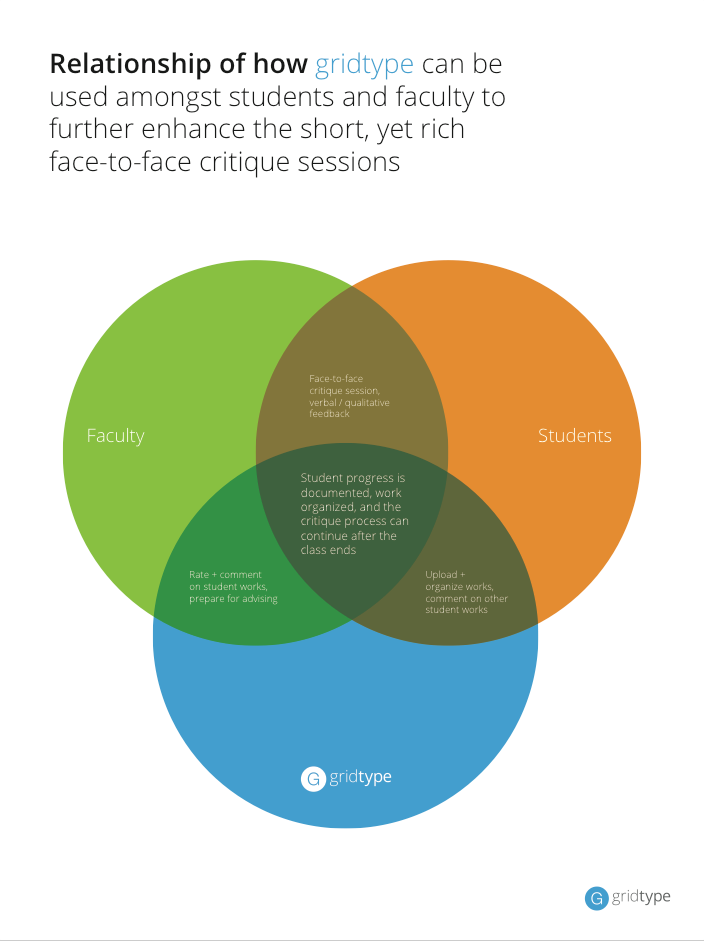 Relationship of how gridtype can be
used amongst students and faculty to
further enhance the short, yet rich
face-to-face critique sessions
Face-to-face
critique session,
verbal / qualitative
feedback
Faculty
Students
Student progress is
documented, work
organized, and the
critique process can
continue after the
class ends
Rate + comment
on student works,
prepare for advising
Upload +
organize works,
comment on other
student works
G gridtype
G gridtype